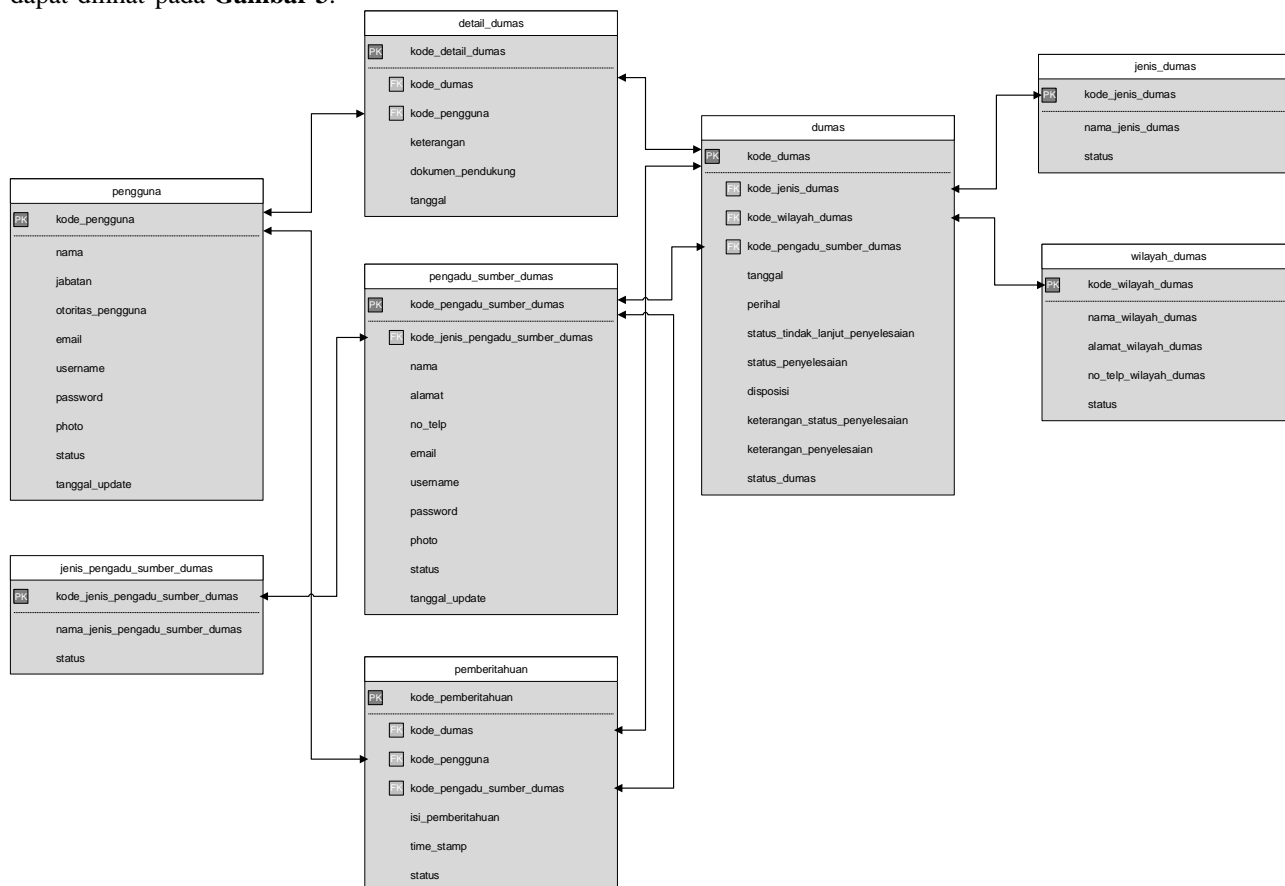 dapat dilihat pada Gambar 3.
detail_dumas
PK kode_detail_dumas
FK kode_dumas
FK kode_pengguna
keterangan
dokumen_pendukung
tanggal
pengguna
PK kode_pengguna
nama
jabatan
otoritas_pengguna
email
username
password
photo
status
tanggal_update
jenis_pengadu_sumber_dumas
PK kode_jenis_pengadu_sumber_dumas
nama_jenis_pengadu_sumber_dumas
status
pengadu_sumber_dumas
PK kode_pengadu_sumber_dumas
FK kode_jenis_pengadu_sumber_dumas
nama
alamat
no_telp
email
username
password
photo
status
tanggal_update
pemberitahuan
PK kode_pemberitahuan
FK kode_dumas
FK kode_pengguna
FK kode_pengadu_sumber_dumas
isi_pemberitahuan
time_stamp
status
dumas
PK kode_dumas
FK kode_jenis_dumas
FK kode_wilayah_dumas
FK kode_pengadu_sumber_dumas
tanggal
perihal
status_tindak_lanjut_penyelesaian
status_penyelesaian
disposisi
keterangan_status_penyelesaian
keterangan_penyelesaian
status_dumas
jenis_dumas
PK kode_jenis_dumas
nama_jenis_dumas
status
wilayah_dumas
PK kode_wilayah_dumas
nama_wilayah_dumas
alamat_wilayah_dumas
no_telp_wilayah_dumas
status